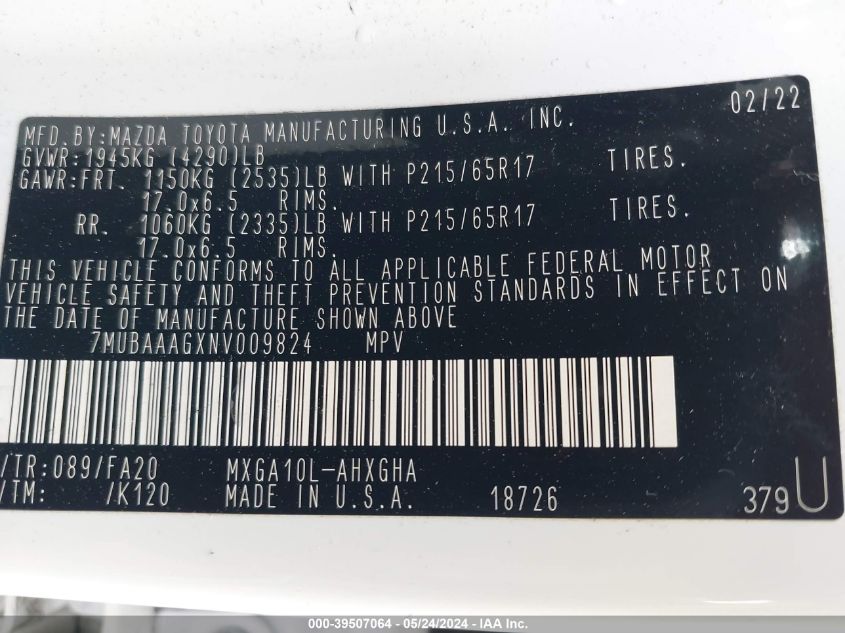 02/22
MFD.BY:MAZDA TOYOTA MANUFACTURING U.S.A. INC.
GVWR:1945KG (4290)LB
GAWR:FRT. 1150KG (2535)LB WITH P215/65R17 TIRES.
17.0x6.5 RIMS.
RR. 1060KG (2335)LB WITH P215/65R17 TIRES.
17.0x6.5 RIMS.
THIS VEHICLE CONFORMS TO ALL APPLICABLE FEDERAL MOTOR
VEHICLE SAFETY AND THEFT PREVENTION STANDARDS IN EFFECT ON
THE DATE OF MANUFACTURE SHOWN ABOVE
7MUBAAAGXNV009824 MPV
/TR:089/FA20 MXGA10L-AHXGHA
/TM: /K120 MADE IN U.S.A. 18726 379U
000-39507064 - 05/24/2024 - IAA Inc.